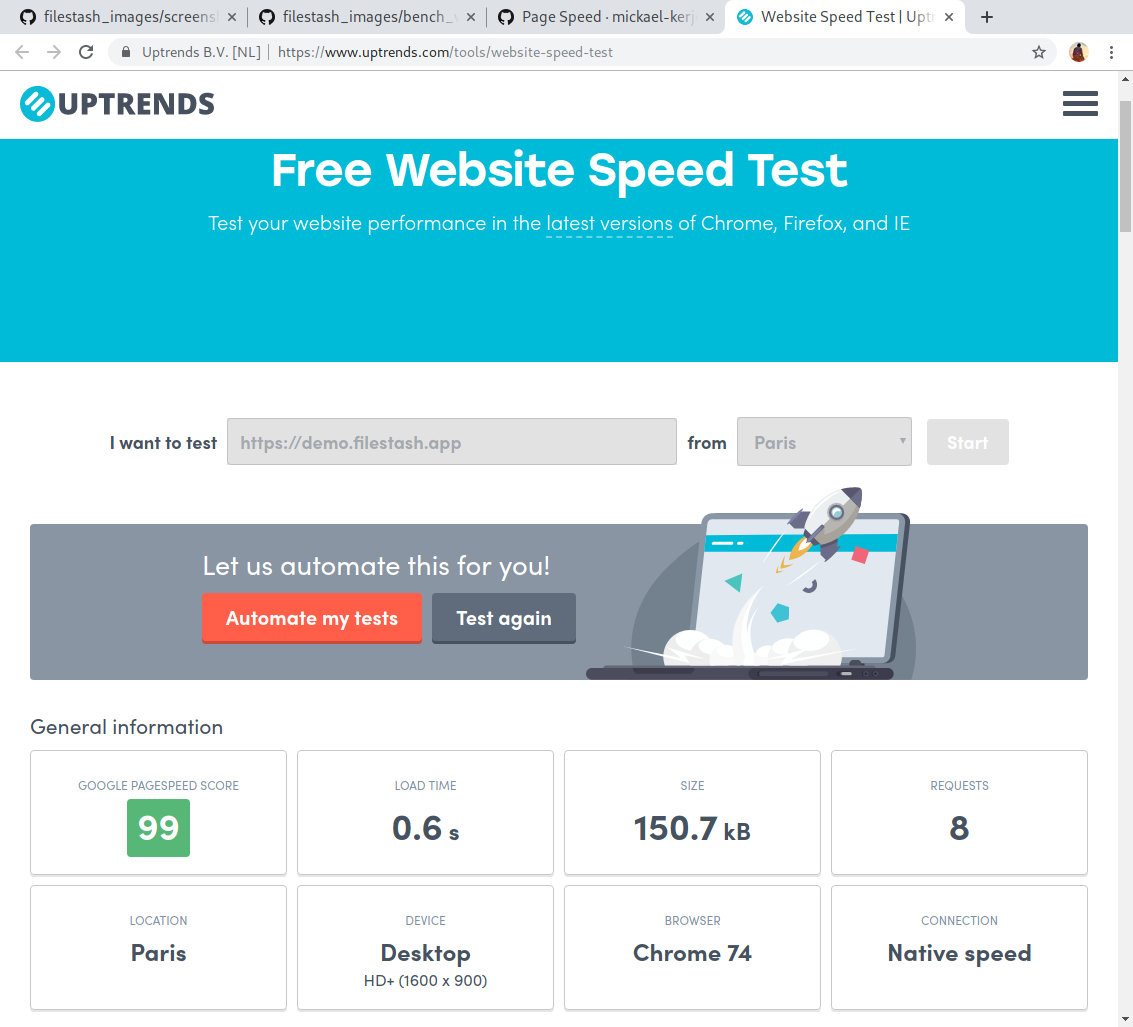 filestash_images/screens
filestash_images/bench_
Page Speed · mickael-ker
Website Speed Test | Uptr
Uptrends B.V. [NL] | https://www.uptrends.com/tools/website-speed-test
UPTRENDS
Free Website Speed Test
Test your website performance in the latest versions of Chrome, Firefox, and IE
I want to test https://demo.filestash.app from Paris Start
Let us automate this for you!
Automate my tests Test again
General information
GOOGLE PAGESPEED SCORE
99
LOAD TIME
0.6 s
SIZE
150.7 kB
REQUESTS
8
LOCATION
Paris
DEVICE
Desktop
HD+ (1600 x 900)
BROWSER
Chrome 74
CONNECTION
Native speed